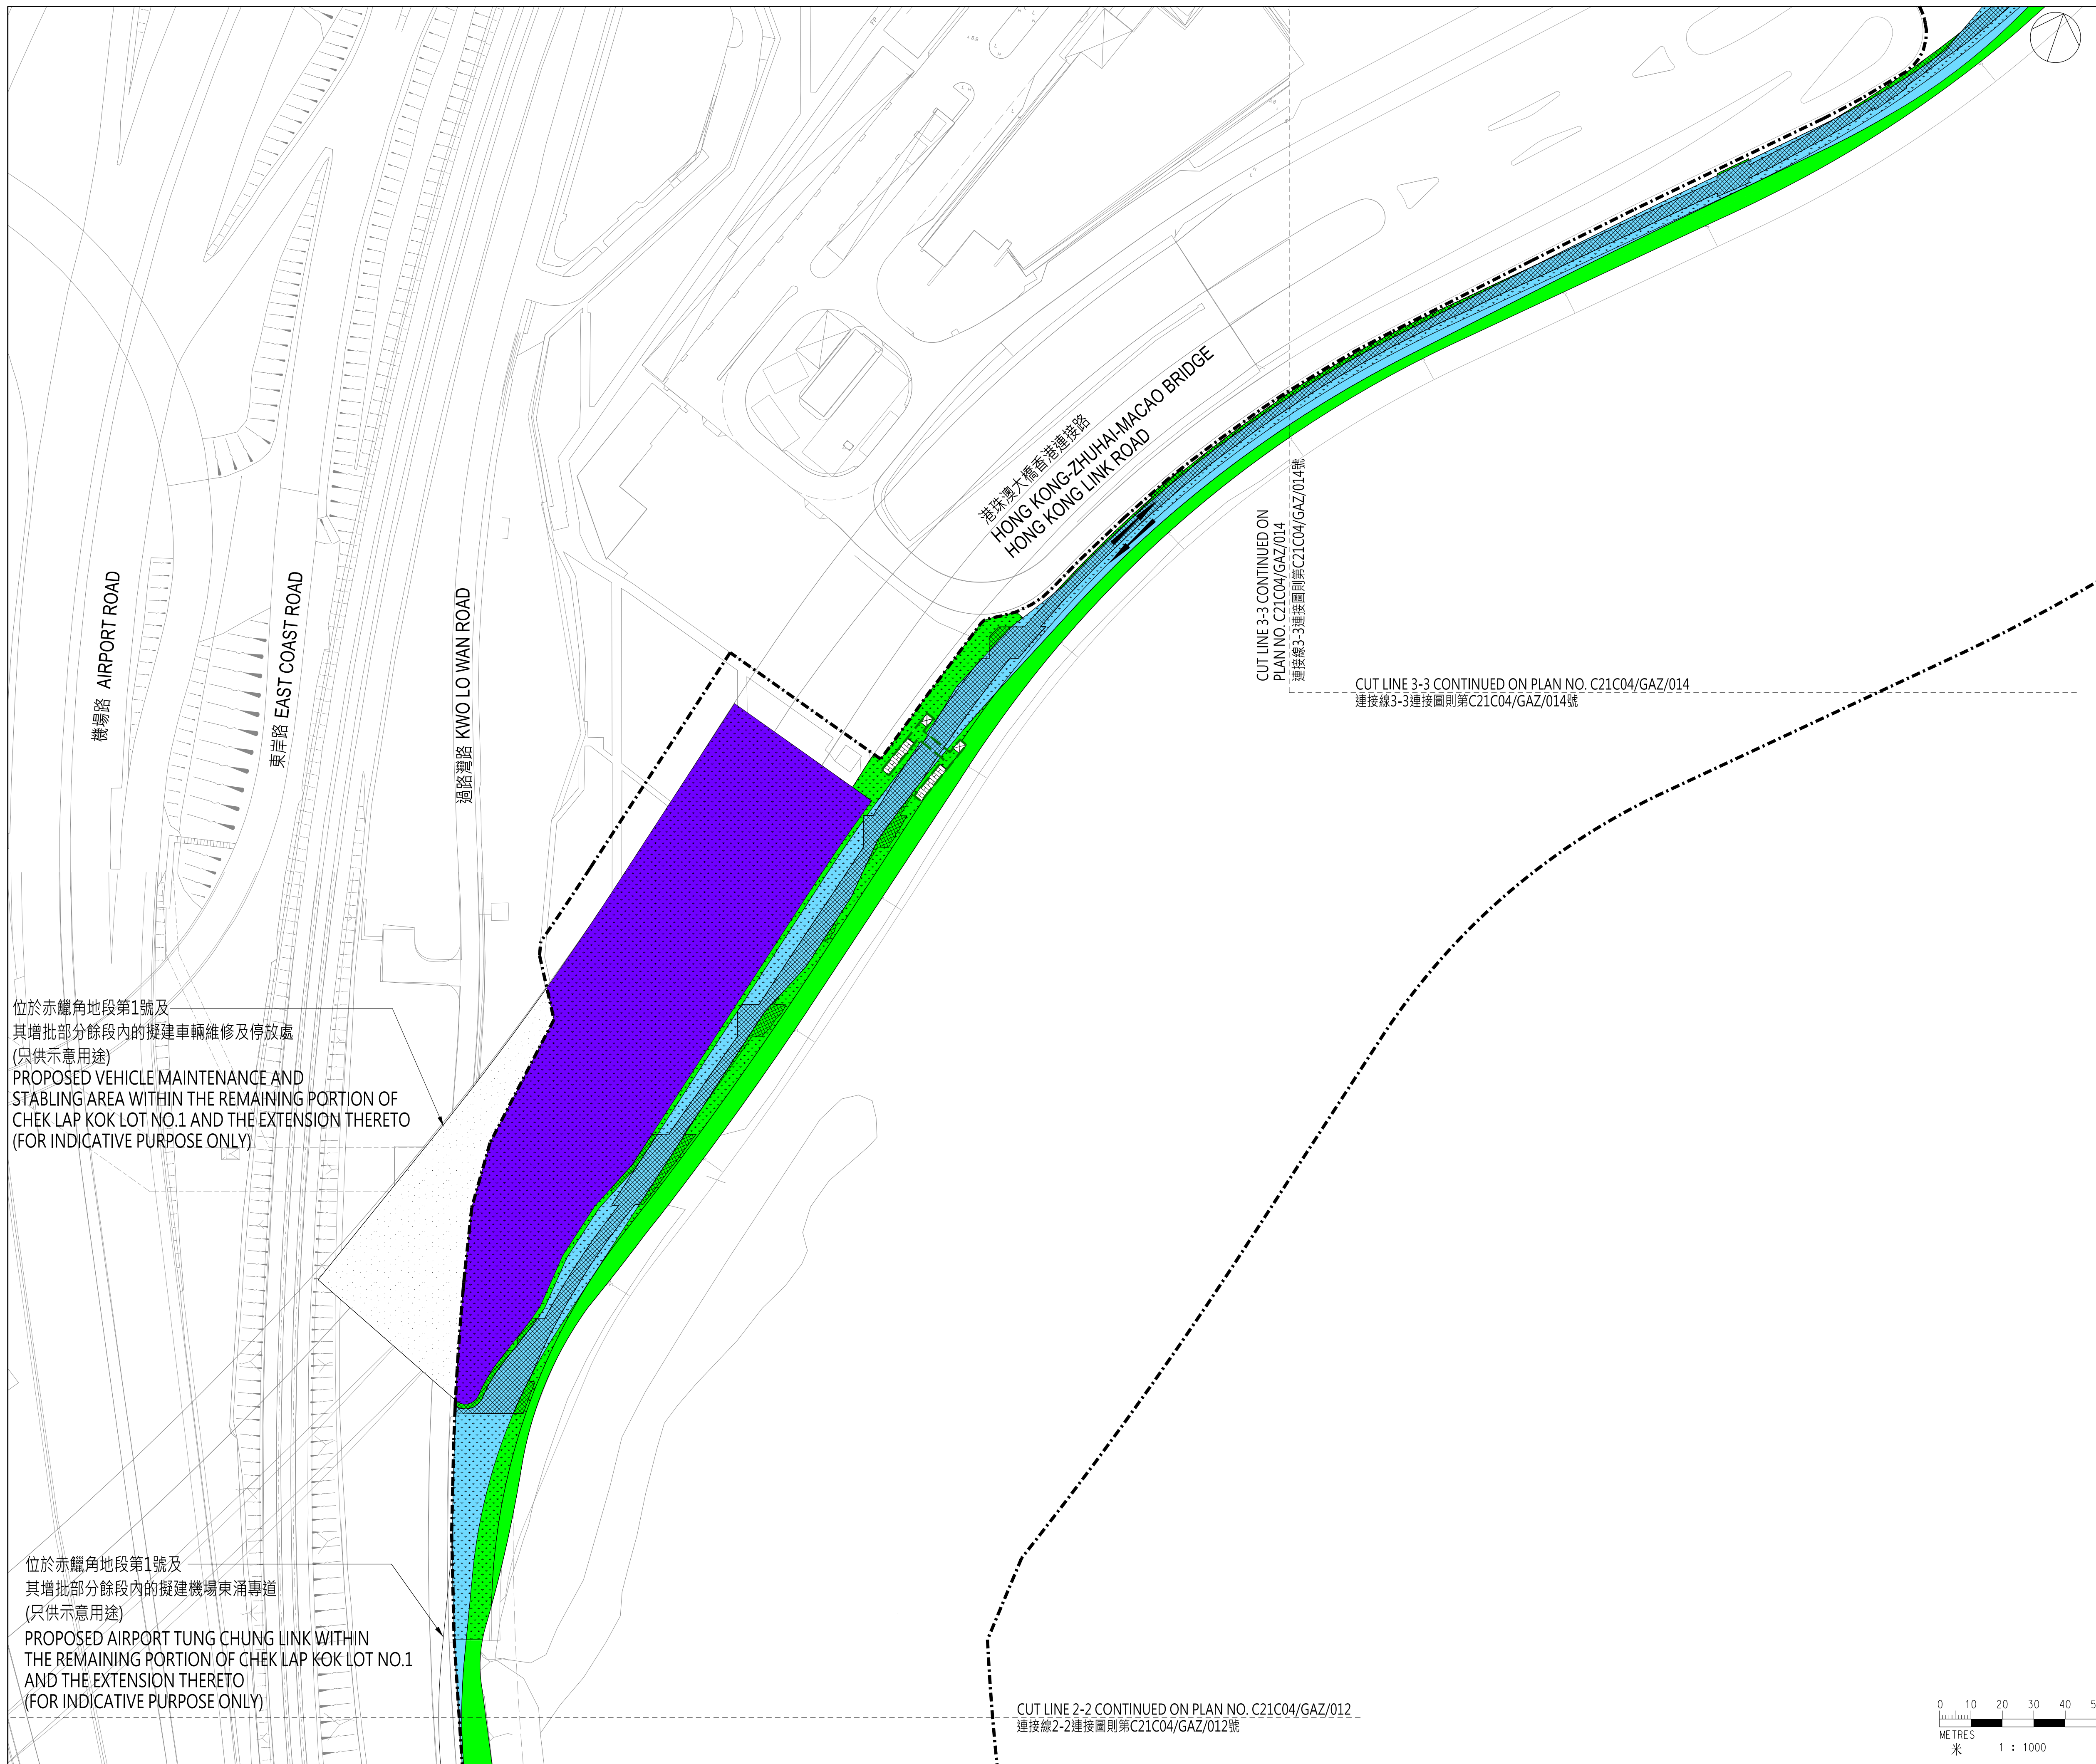 港珠澳大橋香港連接路
HONG KONG-ZHUHAI-MACAO BRIDGE
HONG KONG LINK ROAD
機場路 AIRPORT ROAD
東岸路 EAST COAST ROAD
過路灣路 KWO LO WAN ROAD
CUT LINE 3-3 CONTINUED ON
PLAN NO. C21C04/GAZ/014
連接線3-3連接圖則第C21C04/GAZ/014號
CUT LINE 3-3 CONTINUED ON PLAN NO. C21C04/GAZ/014
連接線3-3連接圖則第C21C04/GAZ/014號
位於赤鱲角地段第1號及
其增批部分餘段內的擬建車輛維修及停放處
(只供示意用途)
PROPOSED VEHICLE MAINTENANCE AND
STABLING AREA WITHIN THE REMAINING PORTION OF
CHEK LAP KOK LOT NO.1 AND THE EXTENSION THERETO
(FOR INDICATIVE PURPOSE ONLY)
位於赤鱲角地段第1號及
其增批部分餘段內的擬建機場東涌專道
(只供示意用途)
PROPOSED AIRPORT TUNG CHUNG LINK WITHIN
THE REMAINING PORTION OF CHEK LAP KOK LOT NO.1
AND THE EXTENSION THERETO
(FOR INDICATIVE PURPOSE ONLY)
CUT LINE 2-2 CONTINUED ON PLAN NO. C21C04/GAZ/012
連接線2-2連接圖則第C21C04/GAZ/012號
0 10 20 30 40
METRES
米 1 : 1000